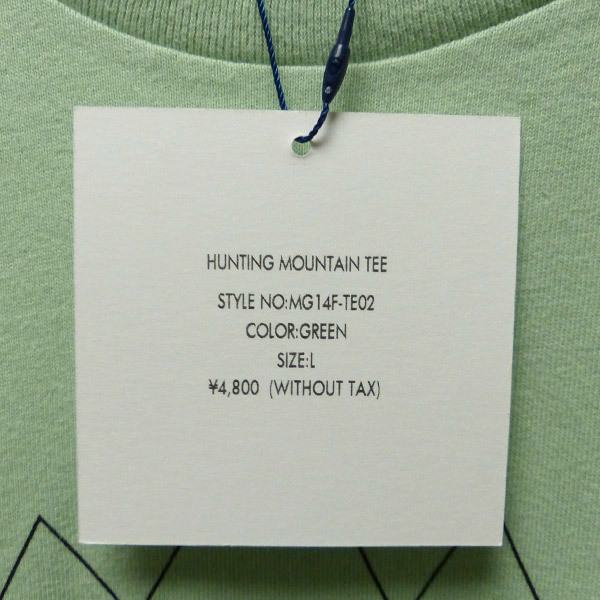 HUNTING MOUNTAIN TEE
STYLE NO:MG14F-TE02
COLOR:GREEN
SIZE:L
¥4,800 (WITHOUT TAX)